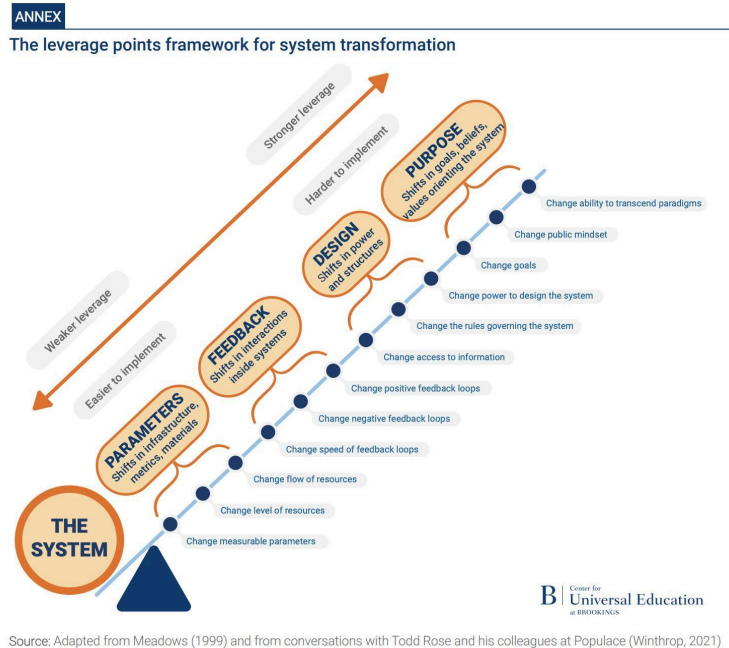 ANNEX
The leverage points framework for system transformation
Stronger leverage
Harder to implement
Weaker leverage
Easier to implement
PURPOSE
Shifts in goals, beliefs,
values orienting the system
DESIGN
Shifts in power
and structures
FEEDBACK
Shifts in interactions
inside systems
PARAMETERS
Shifts in infrastructure,
metrics, materials
THE
SYSTEM
Change ability to transcend paradigms
Change public mindset
Change goals
Change power to design the system
Change the rules governing the system
Change access to information
Change positive feedback loops
Change negative feedback loops
Change speed of feedback loops
Change flow of resources
Change level of resources
Change measurable parameters
B
Center for
Universal Education
at BROOKINGS
Source: Adapted from Meadows (1999) and from conversations with Todd Rose and his colleagues at Populace (Winthrop, 2021)